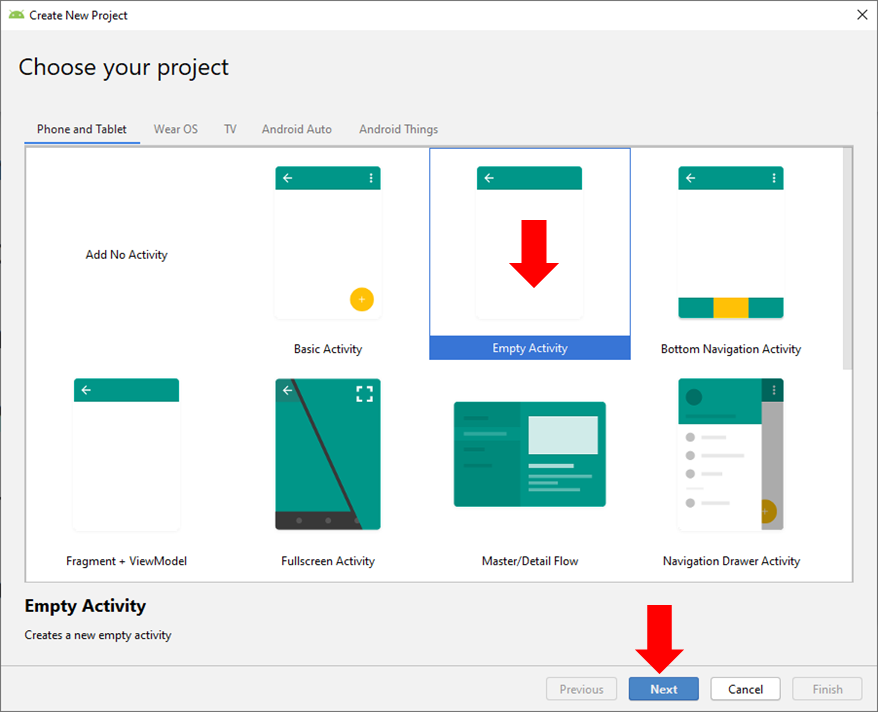 Create New Project
Choose your project
Phone and Tablet
Wear OS
TV
Android Auto
Android Things
Add No Activity
Basic Activity
Empty Activity
Bottom Navigation Activity
Fragment + ViewModel
Fullscreen Activity
Master/Detail Flow
Navigation Drawer Activity
Empty Activity
Creates a new empty activity
Previous
Next
Cancel
Finish